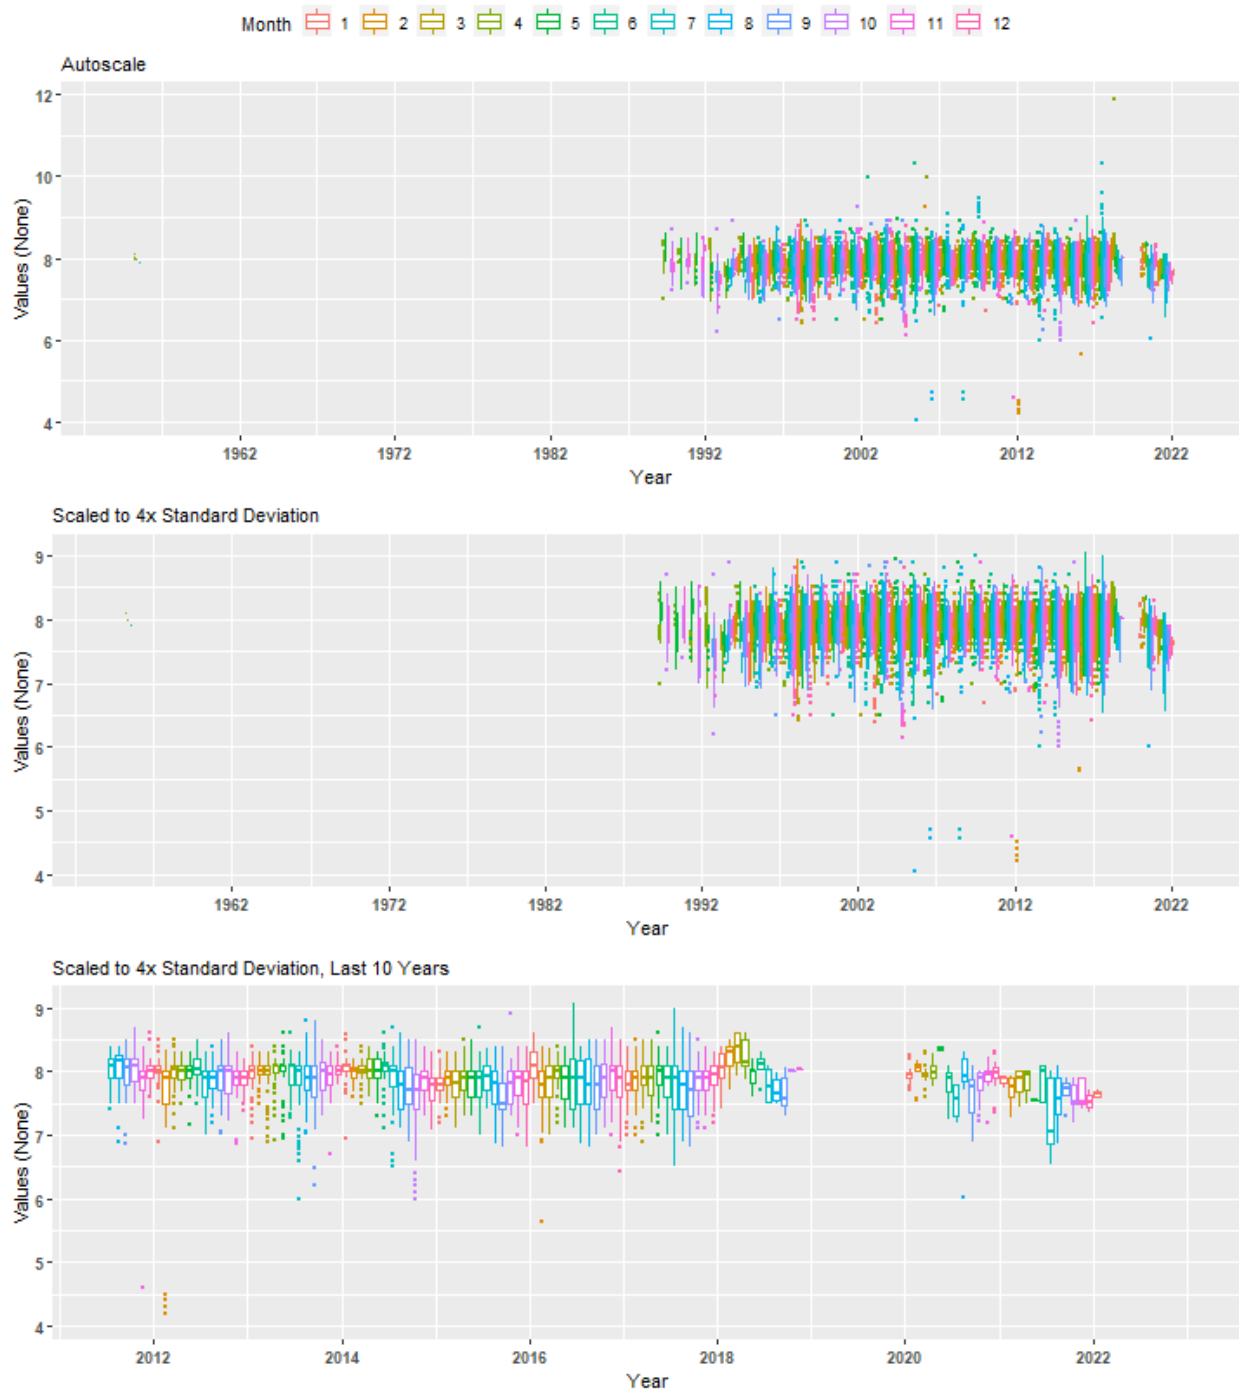 Month 1 2 3 4 5 6 7 8 9 10 11 12
Autoscale
12
10
8
6
4
Values (None)
1962 1972 1982 1992 2002 2012 2022
Year
Scaled to 4x Standard Deviation
9
8
7
6
5
4
Values (None)
1962 1972 1982 1992 2002 2012 2022
Year
Scaled to 4x Standard Deviation, Last 10 Years
9
8
7
6
5
4
Values (None)
2012 2014 2016 2018 2020 2022
Year